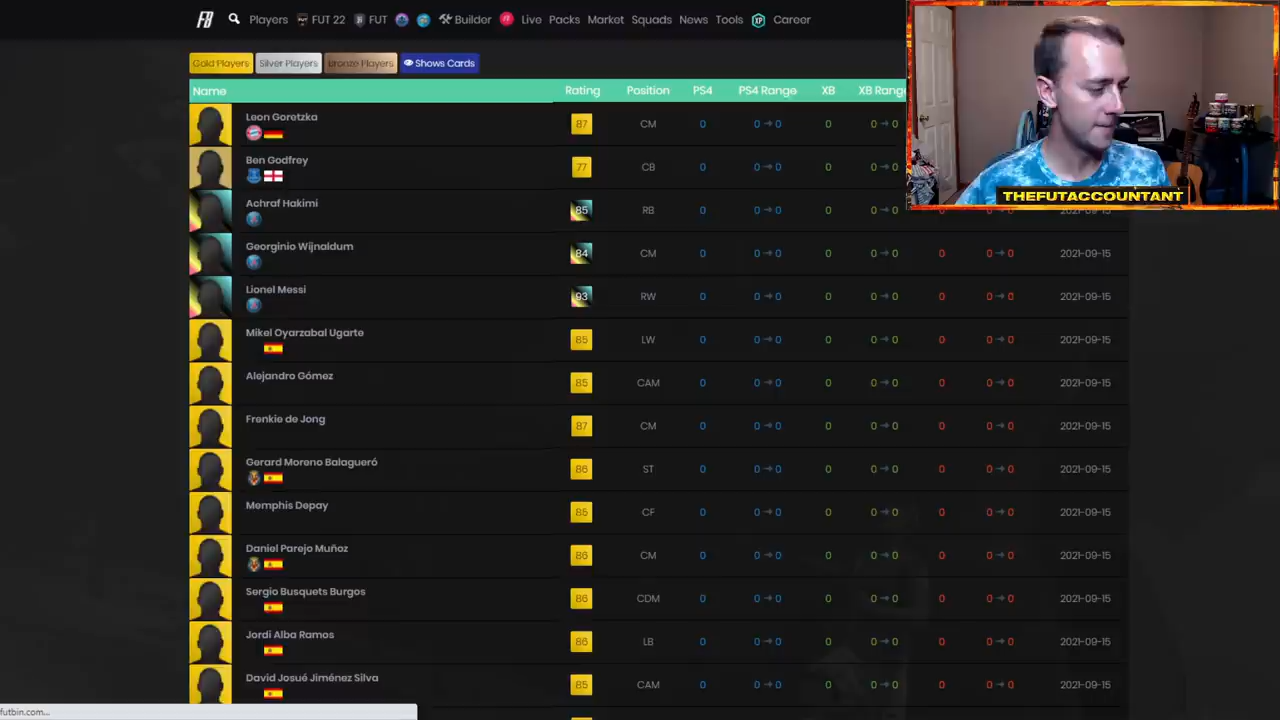 FB Players FUT 22 FUT Builder Live Packs Market Squads News Tools XP Career
Gold Players Silver Players Bronze Players Shows Cards
Name Rating Position PS4 PS4 Range XB XB Range
Leon Goretzka 87 CM 0 0 → 0 0 0 → 0
Ben Godfrey 77 CB 0 0 → 0 0 0 → 0
THEFUTACCOUNTANT
Achraf Hakimi 85 RB 0 0 → 0 0 0 → 0 0 0 → 0 2021-09-15
Georginio Wijnaldum 84 CM 0 0 → 0 0 0 → 0 0 0 → 0 2021-09-15
Lionel Messi 93 RW 0 0 → 0 0 0 → 0 0 0 → 0 2021-09-15
Mikel Oyarzabal Ugarte 85 LW 0 0 → 0 0 0 → 0 0 0 → 0 2021-09-15
Alejandro Gómez 85 CAM 0 0 → 0 0 0 → 0 0 0 → 0 2021-09-15
Frenkie de Jong 87 CM 0 0 → 0 0 0 → 0 0 0 → 0 2021-09-15
Gerard Moreno Balagueró 86 ST 0 0 → 0 0 0 → 0 0 0 → 0 2021-09-15
Memphis Depay 85 CF 0 0 → 0 0 0 → 0 0 0 → 0 2021-09-15
Daniel Parejo Muñoz 86 CM 0 0 → 0 0 0 → 0 0 0 → 0 2021-09-15
Sergio Busquets Burgos 86 CDM 0 0 → 0 0 0 → 0 0 0 → 0 2021-09-15
Jordi Alba Ramos 86 LB 0 0 → 0 0 0 → 0 0 0 → 0 2021-09-15
David Josué Jiménez Silva 85 CAM 0 0 → 0 0 0 → 0 0 0 → 0 2021-09-15
futbin.com...